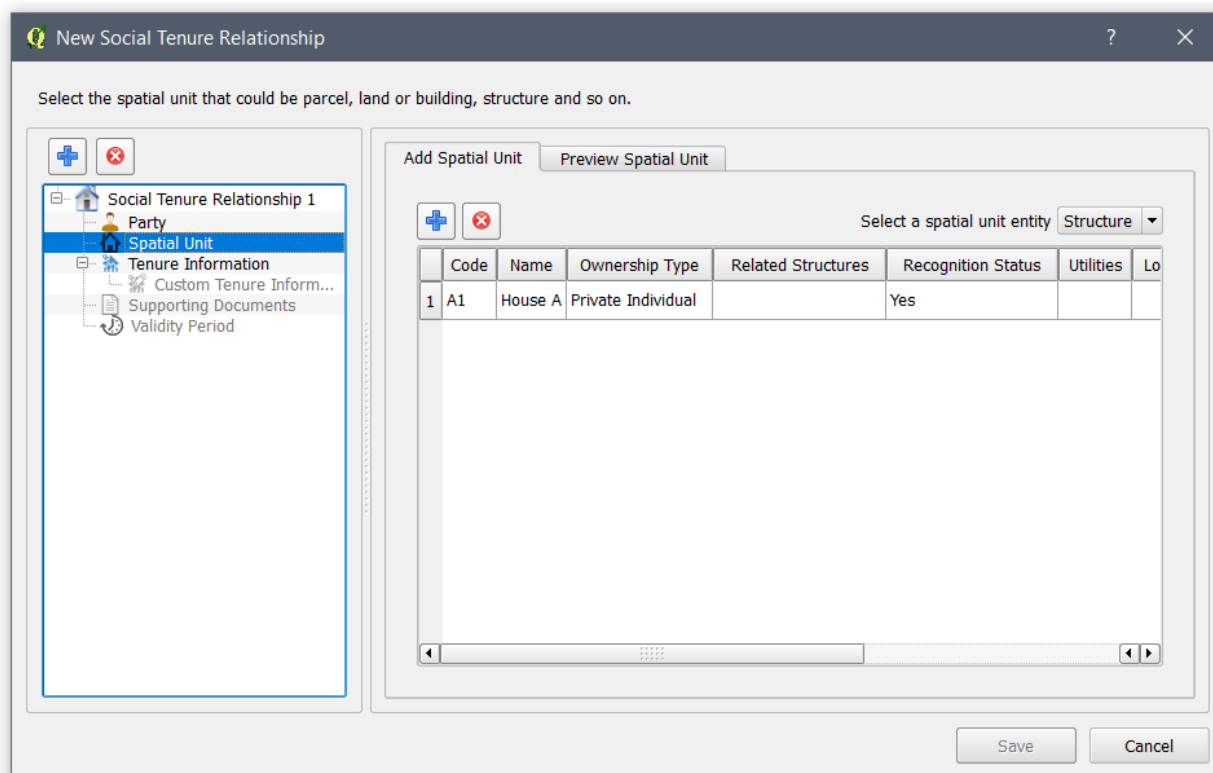 New Social Tenure Relationship
Select the spatial unit that could be parcel, land or building, structure and so on.
Social Tenure Relationship 1
Party
Spatial Unit
Tenure Information
Custom Tenure Inform...
Supporting Documents
Validity Period
Add Spatial Unit Preview Spatial Unit
Select a spatial unit entity Structure
Code Name Ownership Type Related Structures Recognition Status Utilities Lo
1 A1 House A Private Individual Yes
Save Cancel